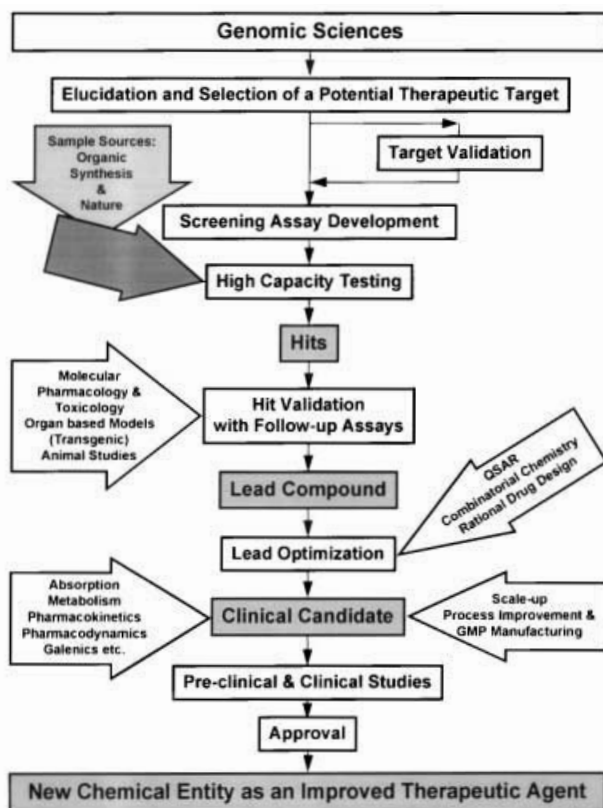 Genomic Sciences
Elucidation and Selection of a Potential Therapeutic Target
Sample Sources:
Organic
Synthesis
&
Nature
Target Validation
Screening Assay Development
High Capacity Testing
Hits
Molecular
Pharmacology &
Toxicology
Organ based Models
(Transgenic)
Animal Studies
Hit Validation
with Follow-up Assays
QSAR
Combinatorial Chemistry
Rational Drug Design
Lead Compound
Lead Optimization
Absorption
Metabolism
Pharmacokinetics
Pharmacodynamics
Galenics etc.
Clinical Candidate
Scale-up
Process Improvement &
GMP Manufacturing
Pre-clinical & Clinical Studies
Approval
New Chemical Entity as an Improved Therapeutic Agent